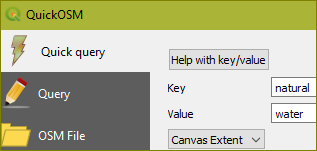 QuickOSM
Quick query
Help with key/value
Query
Key
natural
Value
water
OSM File
Canvas Extent